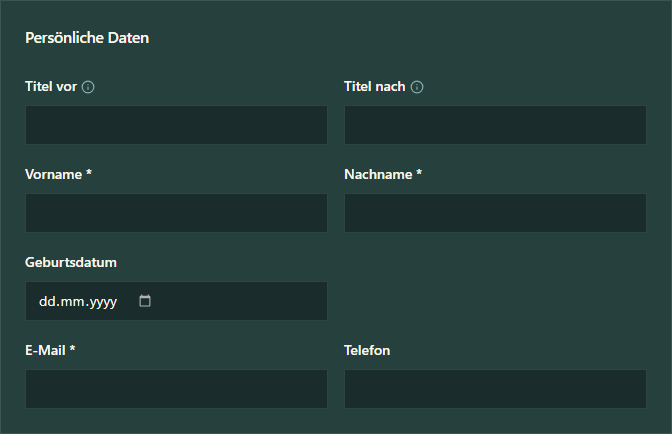 Persönliche Daten
Titel vor
Titel nach
Vorname *
Nachname *
Geburtsdatum
dd.mm.yyyy
E-Mail *
Telefon